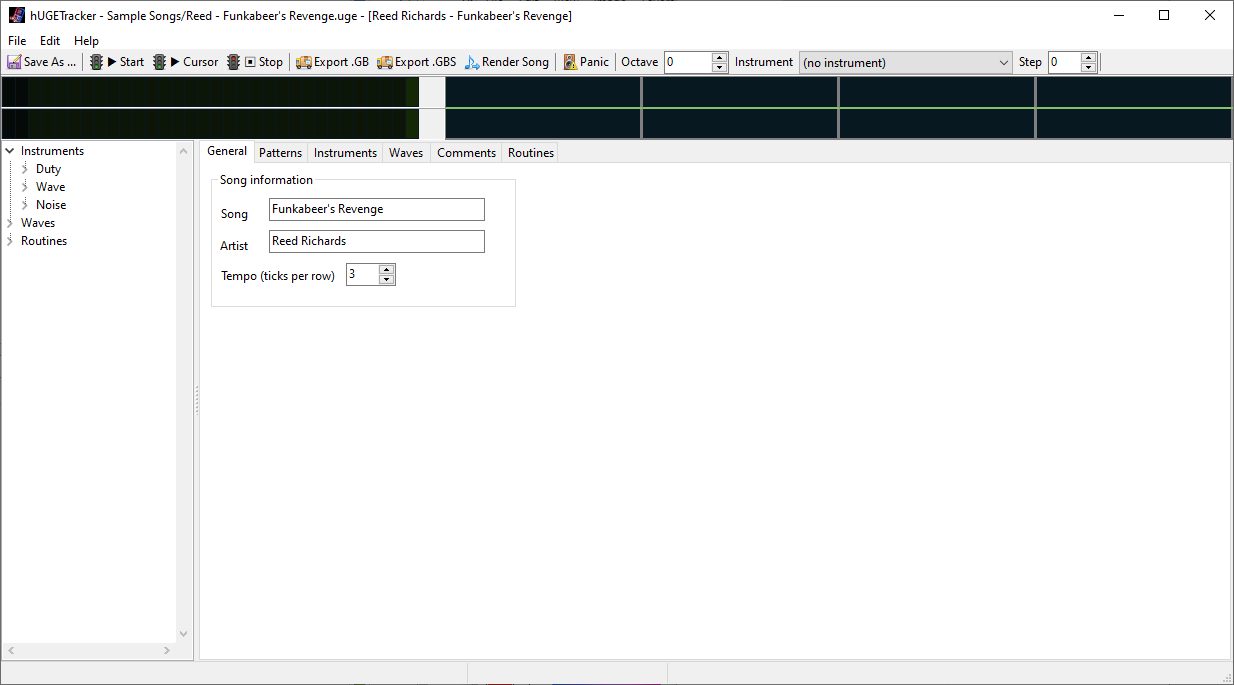 hUGETracker - Sample Songs/Reed - Funkabeer's Revenge.uge - [Reed Richards - Funkabeer's Revenge]
File Edit Help
Save As ... Start Cursor Stop Export .GB Export .GBS Render Song Panic Octave 0 Instrument (no instrument) Step 0
Instruments
Duty
Wave
Noise
Waves
Routines
General Patterns Instruments Waves Comments Routines
Song information
Song Funkabeer's Revenge
Artist Reed Richards
Tempo (ticks per row) 3